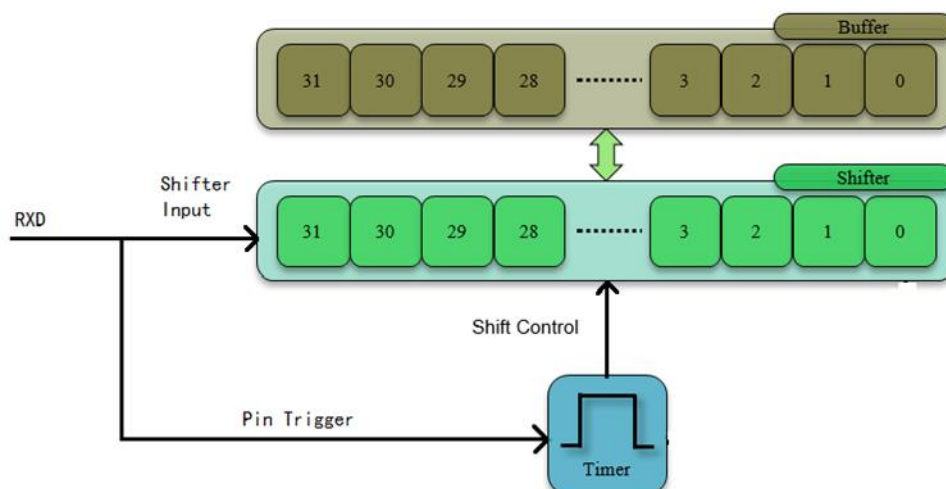 Buffer
31 30 29 28 3 2 1 0
Shifter
Input
Shifter
RXD
31 30 29 28 3 2 1 0
Shift Control
Pin Trigger
Timer